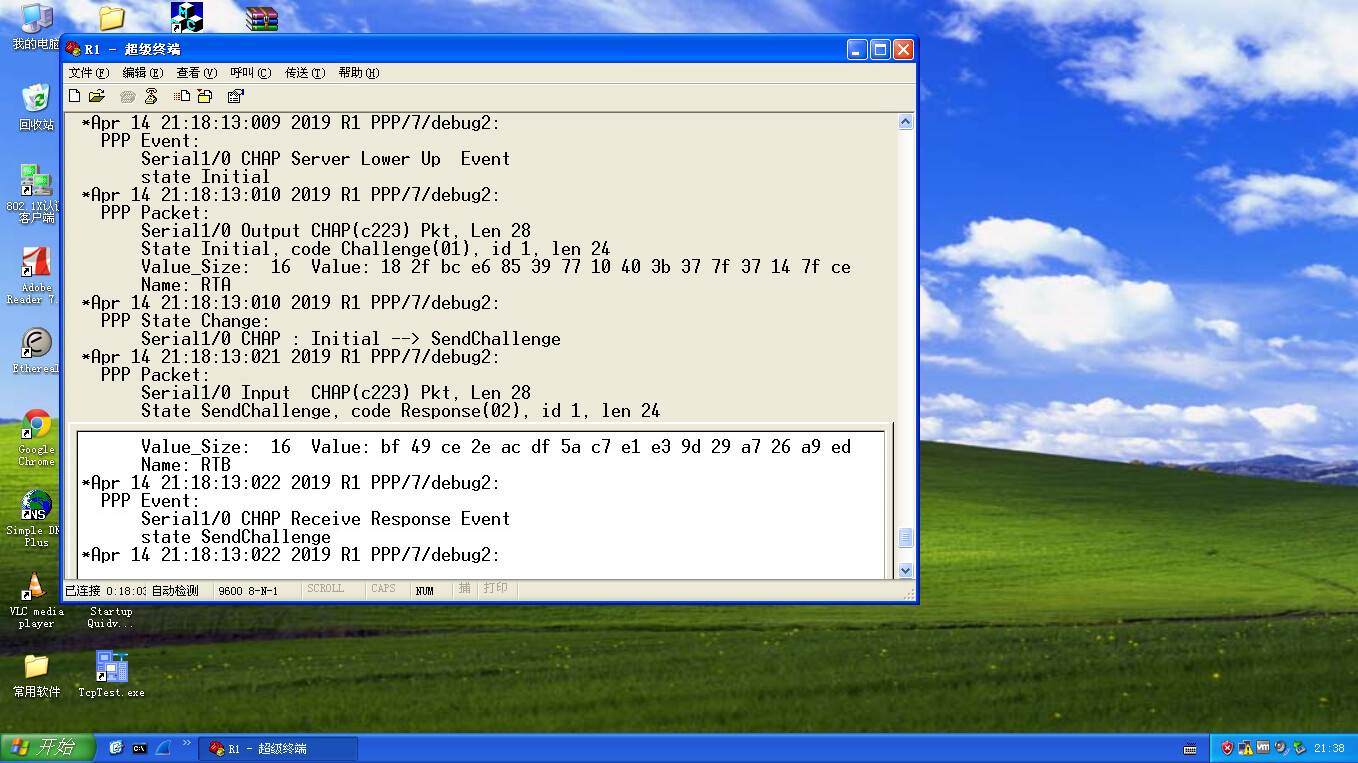 我的电脑
R1 - 超级终端
文件(F) 编辑(E) 查看(V) 呼叫(C) 传送(T) 帮助(H)
*Apr 14 21:18:13:009 2019 R1 PPP/7/debug2:
PPP Event:
Serial1/0 CHAP Server Lower Up  Event
state Initial
*Apr 14 21:18:13:010 2019 R1 PPP/7/debug2:
PPP Packet:
Serial1/0 Output CHAP(c223) Pkt, Len 28
State Initial, code Challenge(01), id 1, len 24
Value_Size:  16  Value: 18 2f bc e6 85 39 77 10 40 3b 37 7f 37 14 7f ce
Name: RTA
*Apr 14 21:18:13:010 2019 R1 PPP/7/debug2:
PPP State Change:
Serial1/0 CHAP : Initial --> SendChallenge
*Apr 14 21:18:13:021 2019 R1 PPP/7/debug2:
PPP Packet:
Serial1/0 Input  CHAP(c223) Pkt, Len 28
State SendChallenge, code Response(02), id 1, len 24
Value_Size:  16  Value: bf 49 ce 2e ac df 5a c7 e1 e3 9d 29 a7 26 a9 ed
Name: RTB
*Apr 14 21:18:13:022 2019 R1 PPP/7/debug2:
PPP Event:
Serial1/0 CHAP Receive Response Event
state SendChallenge
*Apr 14 21:18:13:022 2019 R1 PPP/7/debug2:
已连接 0:18:03 自动检测 9600 8-N-1 SCROLL CAPS NUM 捕 打印
回收站
802.1X认证
客户端
Adobe
Reader 7.
Ethereal
Google
Chrome
Simple DN
Plus
VLC media
player
Startup
Quidv...
常用软件
TcpTest.exe
开始
R1 - 超级终端
21:38